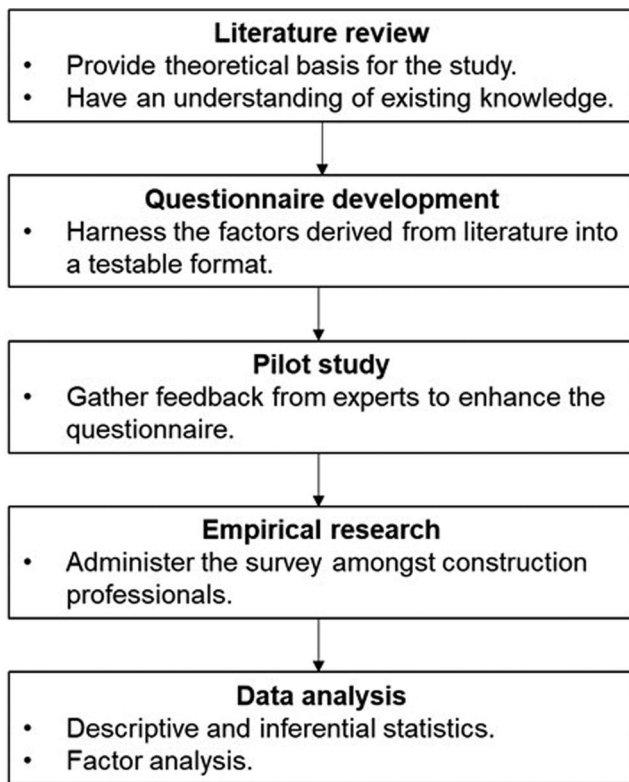 Literature review
• Provide theoretical basis for the study.
• Have an understanding of existing knowledge.
Questionnaire development
• Harness the factors derived from literature into
a testable format.
Pilot study
• Gather feedback from experts to enhance the
questionnaire.
Empirical research
• Administer the survey amongst construction
professionals.
Data analysis
• Descriptive and inferential statistics.
• Factor analysis.